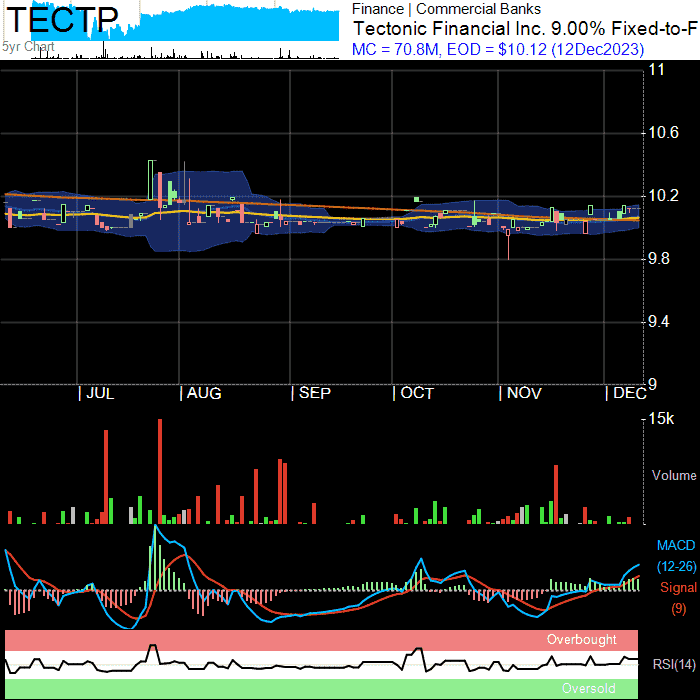 TECTP
5yr Chart
Finance | Commercial Banks
Tectonic Financial Inc. 9.00% Fixed-to-F
MC = 70.8M, EOD = $10.12 (12Dec2023)
11
10.6
10.2
9.8
9.4
9
| JUL | AUG | SEP | OCT | NOV | DEC
15k
Volume
MACD
(12-26)
Signal
(9)
Overbought
RSI(14)
Oversold